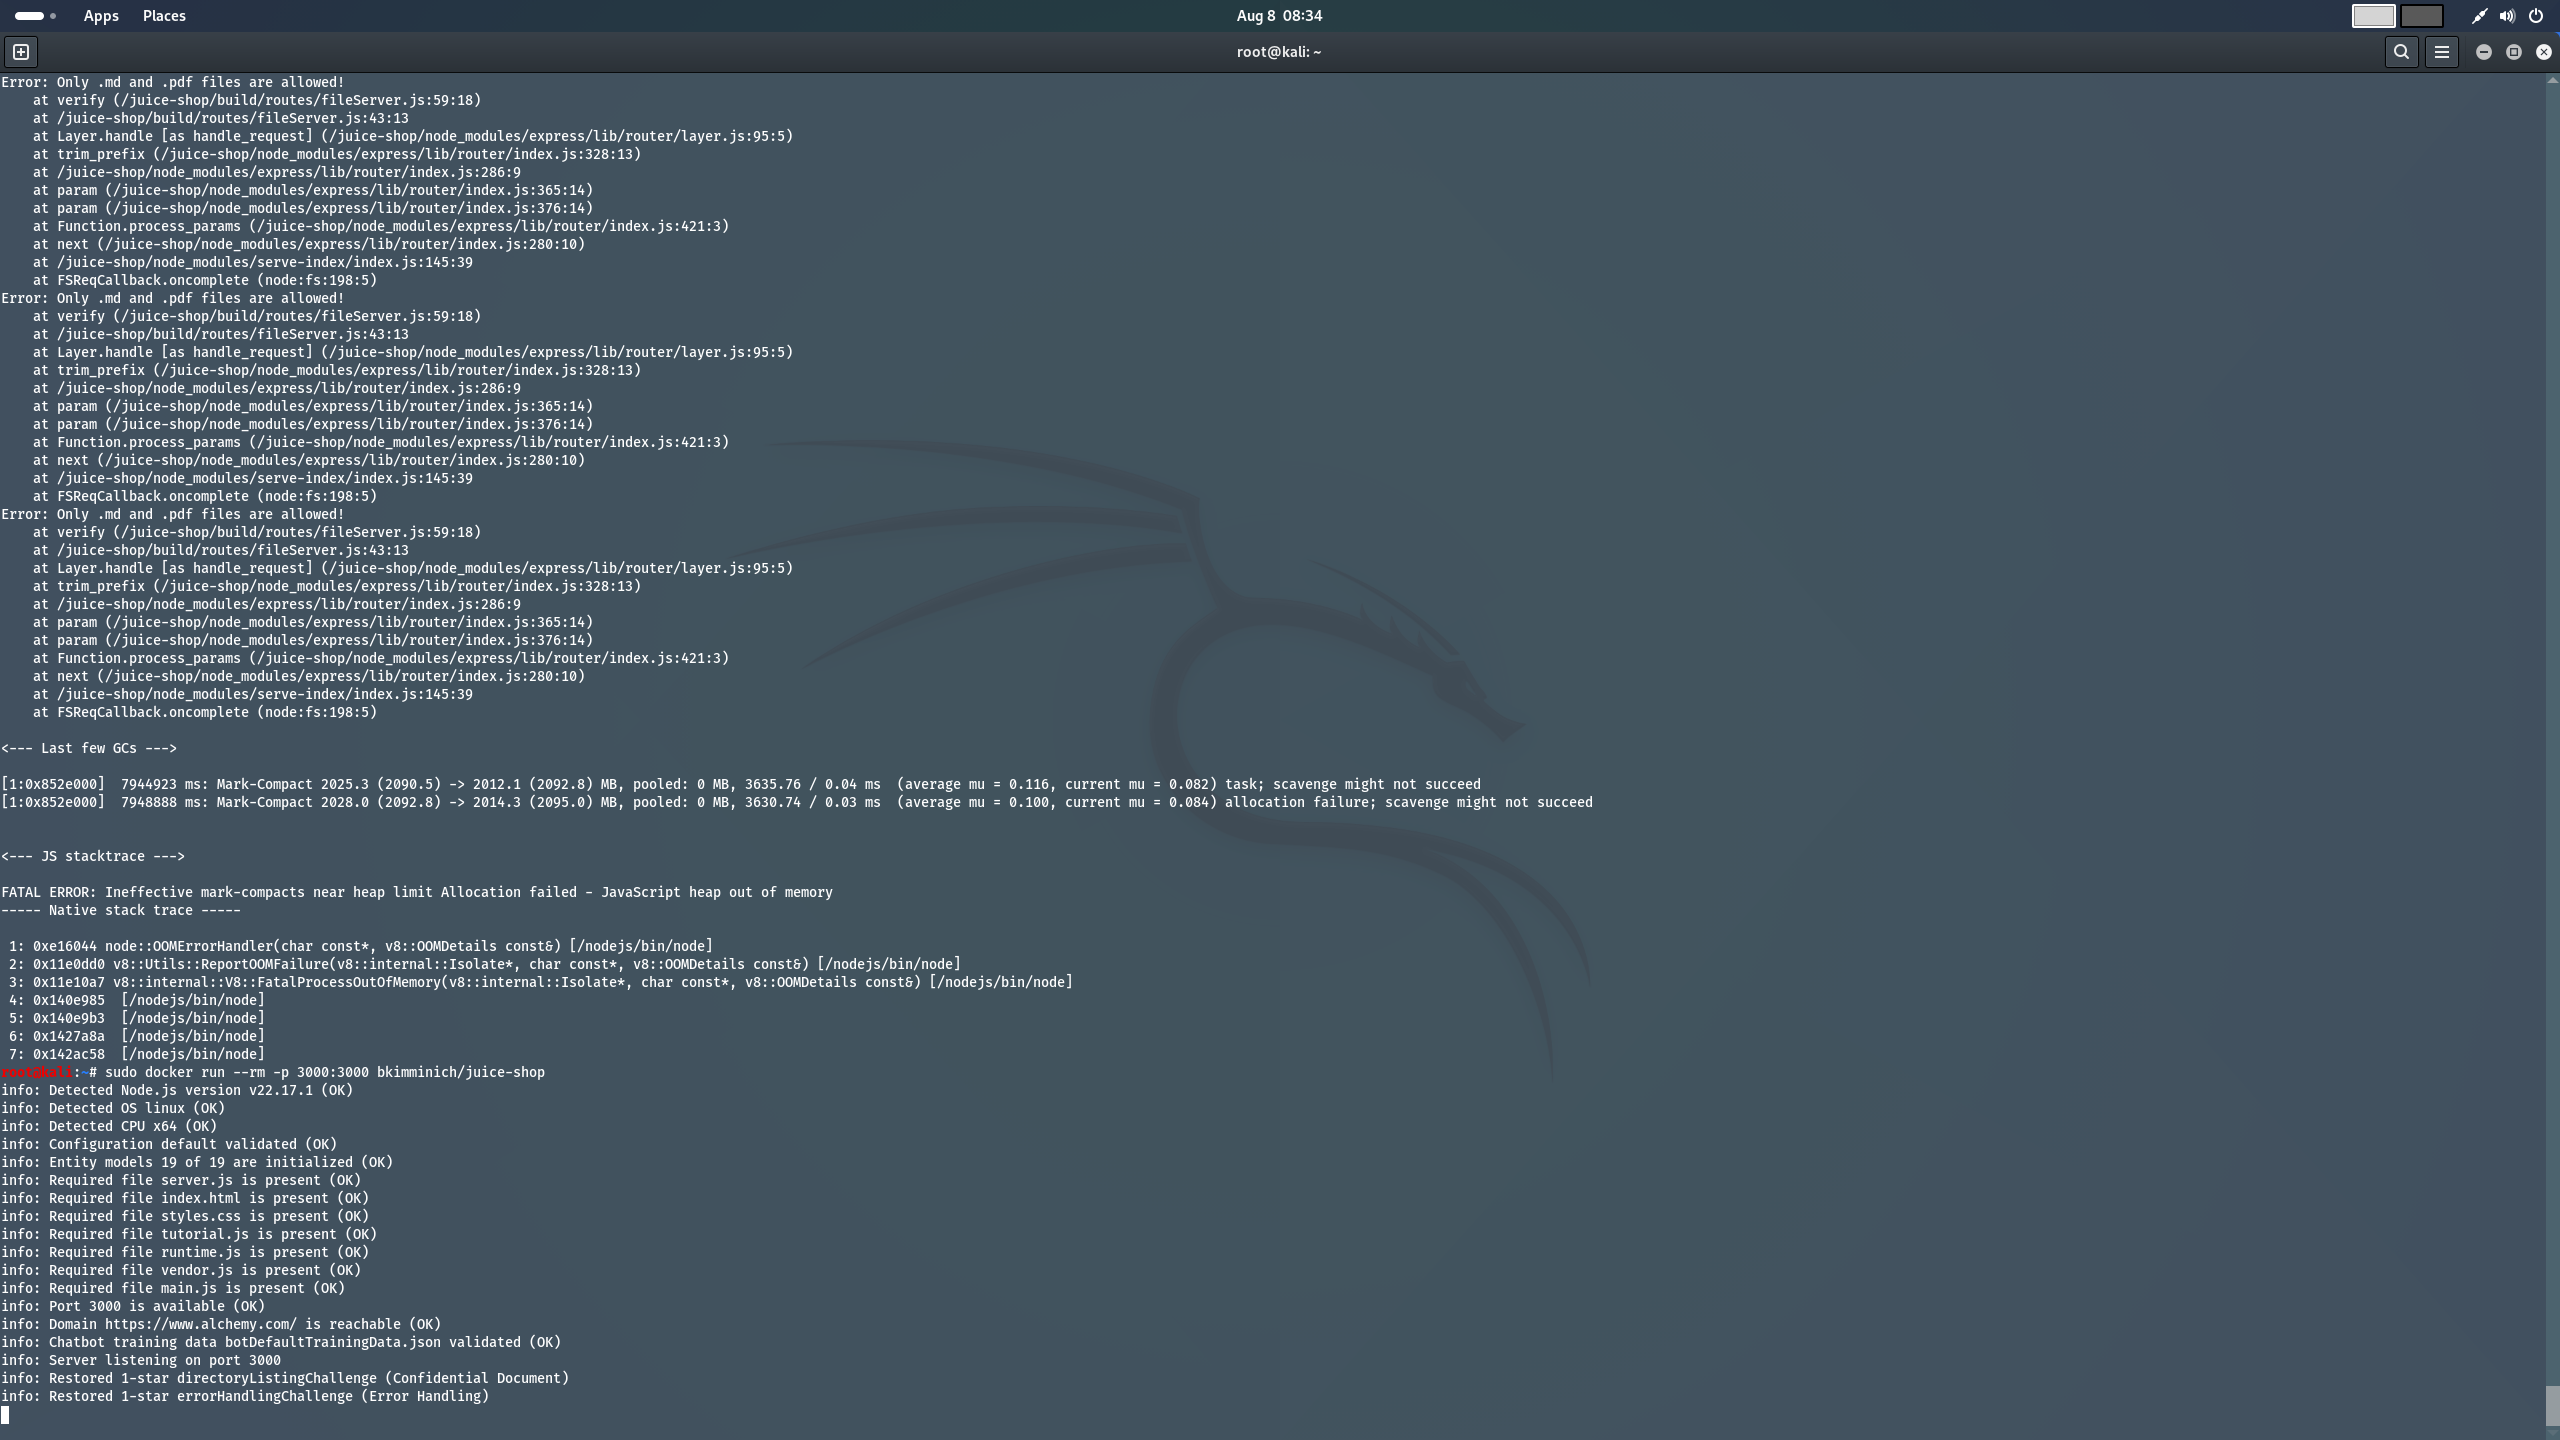 Apps Places Aug 8 08:34
root@kali: ~
Error: Only .md and .pdf files are allowed!
    at verify (/juice-shop/build/routes/fileServer.js:59:18)
    at /juice-shop/build/routes/fileServer.js:43:13
    at Layer.handle [as handle_request] (/juice-shop/node_modules/express/lib/router/layer.js:95:5)
    at trim_prefix (/juice-shop/node_modules/express/lib/router/index.js:328:13)
    at /juice-shop/node_modules/express/lib/router/index.js:286:9
    at param (/juice-shop/node_modules/express/lib/router/index.js:365:14)
    at param (/juice-shop/node_modules/express/lib/router/index.js:376:14)
    at Function.process_params (/juice-shop/node_modules/express/lib/router/index.js:421:3)
    at next (/juice-shop/node_modules/express/lib/router/index.js:280:10)
    at /juice-shop/node_modules/serve-index/index.js:145:39
    at FSReqCallback.oncomplete (node:fs:198:5)
Error: Only .md and .pdf files are allowed!
    at verify (/juice-shop/build/routes/fileServer.js:59:18)
    at /juice-shop/build/routes/fileServer.js:43:13
    at Layer.handle [as handle_request] (/juice-shop/node_modules/express/lib/router/layer.js:95:5)
    at trim_prefix (/juice-shop/node_modules/express/lib/router/index.js:328:13)
    at /juice-shop/node_modules/express/lib/router/index.js:286:9
    at param (/juice-shop/node_modules/express/lib/router/index.js:365:14)
    at param (/juice-shop/node_modules/express/lib/router/index.js:376:14)
    at Function.process_params (/juice-shop/node_modules/express/lib/router/index.js:421:3)
    at next (/juice-shop/node_modules/express/lib/router/index.js:280:10)
    at /juice-shop/node_modules/serve-index/index.js:145:39
    at FSReqCallback.oncomplete (node:fs:198:5)
Error: Only .md and .pdf files are allowed!
    at verify (/juice-shop/build/routes/fileServer.js:59:18)
    at /juice-shop/build/routes/fileServer.js:43:13
    at Layer.handle [as handle_request] (/juice-shop/node_modules/express/lib/router/layer.js:95:5)
    at trim_prefix (/juice-shop/node_modules/express/lib/router/index.js:328:13)
    at /juice-shop/node_modules/express/lib/router/index.js:286:9
    at param (/juice-shop/node_modules/express/lib/router/index.js:365:14)
    at param (/juice-shop/node_modules/express/lib/router/index.js:376:14)
    at Function.process_params (/juice-shop/node_modules/express/lib/router/index.js:421:3)
    at next (/juice-shop/node_modules/express/lib/router/index.js:280:10)
    at /juice-shop/node_modules/serve-index/index.js:145:39
    at FSReqCallback.oncomplete (node:fs:198:5)
<--- Last few GCs --->
[1:0x852e000]  7944923 ms: Mark-Compact 2025.3 (2090.5) -> 2012.1 (2092.8) MB, pooled: 0 MB, 3635.76 / 0.04 ms  (average mu = 0.116, current mu = 0.082) task; scavenge might not succeed
[1:0x852e000]  7948888 ms: Mark-Compact 2028.0 (2092.8) -> 2014.3 (2095.0) MB, pooled: 0 MB, 3630.74 / 0.03 ms  (average mu = 0.100, current mu = 0.084) allocation failure; scavenge might not succeed
<--- JS stacktrace --->
FATAL ERROR: Ineffective mark-compacts near heap limit Allocation failed - JavaScript heap out of memory
----- Native stack trace -----
 1: 0xe16044 node::OOMErrorHandler(char const*, v8::OOMDetails const&) [/nodejs/bin/node]
 2: 0x11e0dd0 v8::Utils::ReportOOMFailure(v8::internal::Isolate*, char const*, v8::OOMDetails const&) [/nodejs/bin/node]
 3: 0x11e10a7 v8::internal::V8::FatalProcessOutOfMemory(v8::internal::Isolate*, char const*, v8::OOMDetails const&) [/nodejs/bin/node]
 4: 0x140e985  [/nodejs/bin/node]
 5: 0x140e9b3  [/nodejs/bin/node]
 6: 0x1427a8a  [/nodejs/bin/node]
 7: 0x142ac58  [/nodejs/bin/node]
root@kali:~# sudo docker run --rm -p 3000:3000 bkimminich/juice-shop
info: Detected Node.js version v22.17.1 (OK)
info: Detected OS linux (OK)
info: Detected CPU x64 (OK)
info: Configuration default validated (OK)
info: Entity models 19 of 19 are initialized (OK)
info: Required file server.js is present (OK)
info: Required file index.html is present (OK)
info: Required file styles.css is present (OK)
info: Required file tutorial.js is present (OK)
info: Required file runtime.js is present (OK)
info: Required file vendor.js is present (OK)
info: Required file main.js is present (OK)
info: Port 3000 is available (OK)
info: Domain https://www.alchemy.com/ is reachable (OK)
info: Chatbot training data botDefaultTrainingData.json validated (OK)
info: Server listening on port 3000
info: Restored 1-star directoryListingChallenge (Confidential Document)
info: Restored 1-star errorHandlingChallenge (Error Handling)